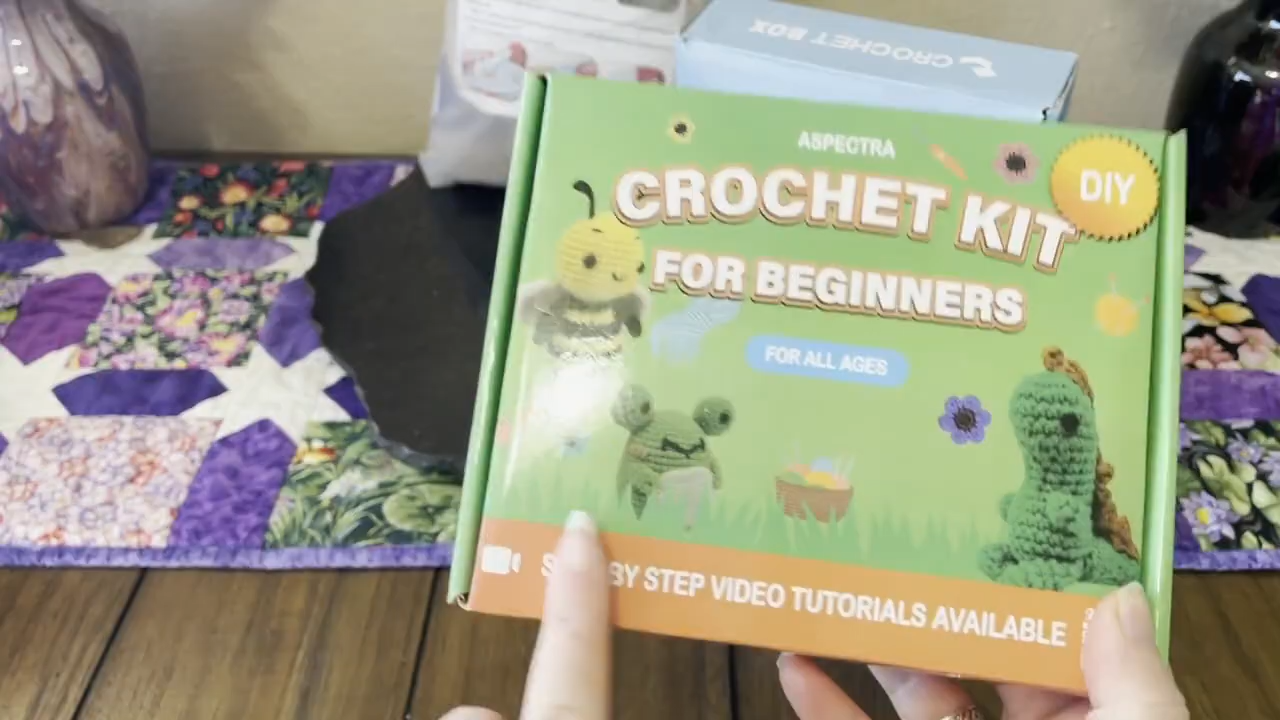 CROCHET BOX
ASPECTRA
CROCHET KIT
DIY
FOR BEGINNERS
FOR ALL AGES
BY STEP VIDEO TUTORIALS AVAILABLE